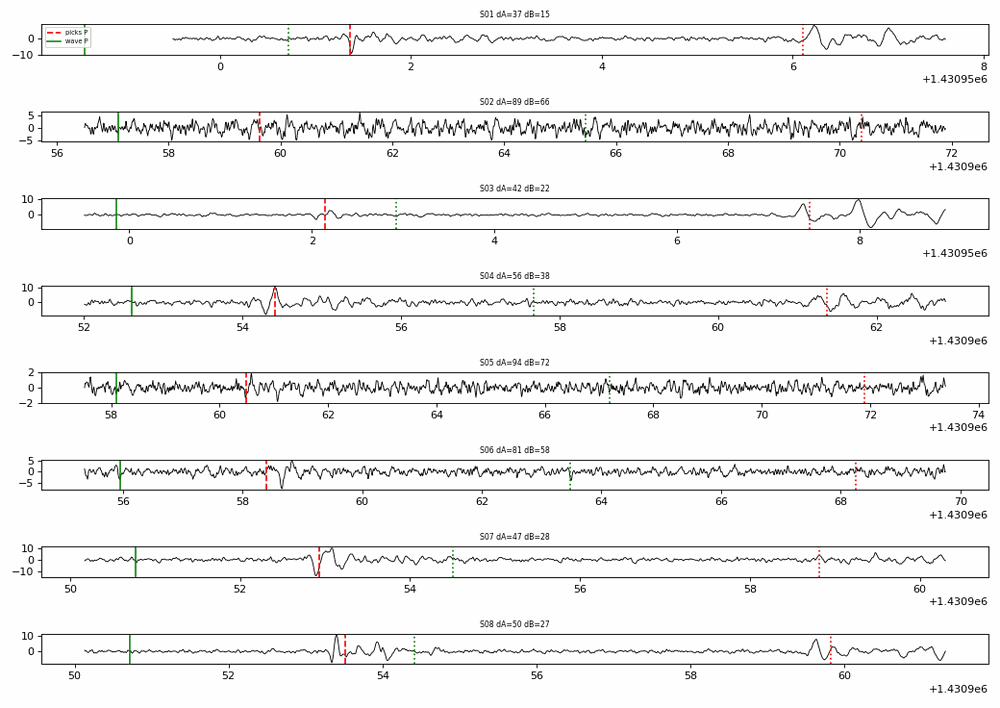 S01 dA=37 dB=15
0
-10
picks P
wave P
0 2 4 6 8
+1.43095e6
S02 dA=89 dB=66
5
0
−5
56 58 60 62 64 66 68 70 72
+1.4309e6
S03 dA=42 dB=22
10
0
0 2 4 6 8
+1.43095e6
S04 dA=56 dB=38
10
0
52 54 56 58 60 62
+1.4309e6
S05 dA=94 dB=72
2
0
−2
58 60 62 64 66 68 70 72 74
+1.4309e6
S06 dA=81 dB=58
5
0
−5
56 58 60 62 64 66 68 70
+1.4309e6
S07 dA=47 dB=28
10
0
−10
50 52 54 56 58 60
+1.4309e6
S08 dA=50 dB=27
10
0
50 52 54 56 58 60
+1.4309e6